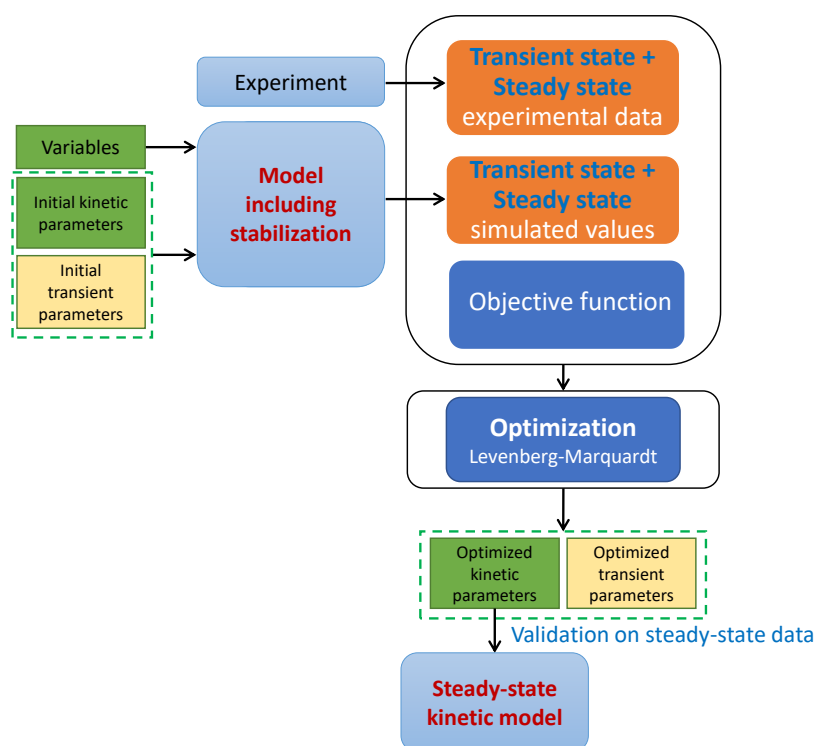 Experiment
Transient state +
Steady state
experimental data
Variables
Initial kinetic
parameters
Initial
transient
parameters
Model
including
stabilization
Transient state +
Steady state
simulated values
Objective function
Optimization
Levenberg-Marquardt
Optimized
kinetic
parameters
Optimized
transient
parameters
Validation on steady-state data
Steady-state
kinetic model